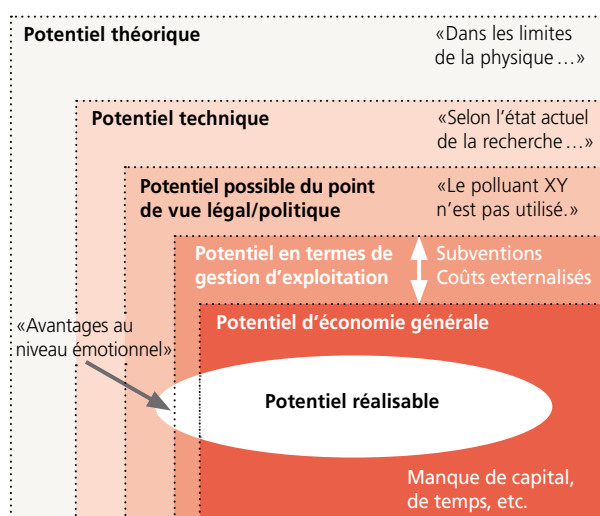 Potentiel théorique
«Dans les limites
de la physique…»
Potentiel technique
«Selon l’état actuel
de la recherche…»
Potentiel possible du point
de vue légal/politique
«Le polluant XY
n’est pas utilisé.»
Potentiel en termes de
gestion d’exploitation
Subventions
Coûts externalisés
Potentiel d’économie générale
«Avantages au
niveau émotionnel»
Potentiel réalisable
Manque de capital,
de temps, etc.